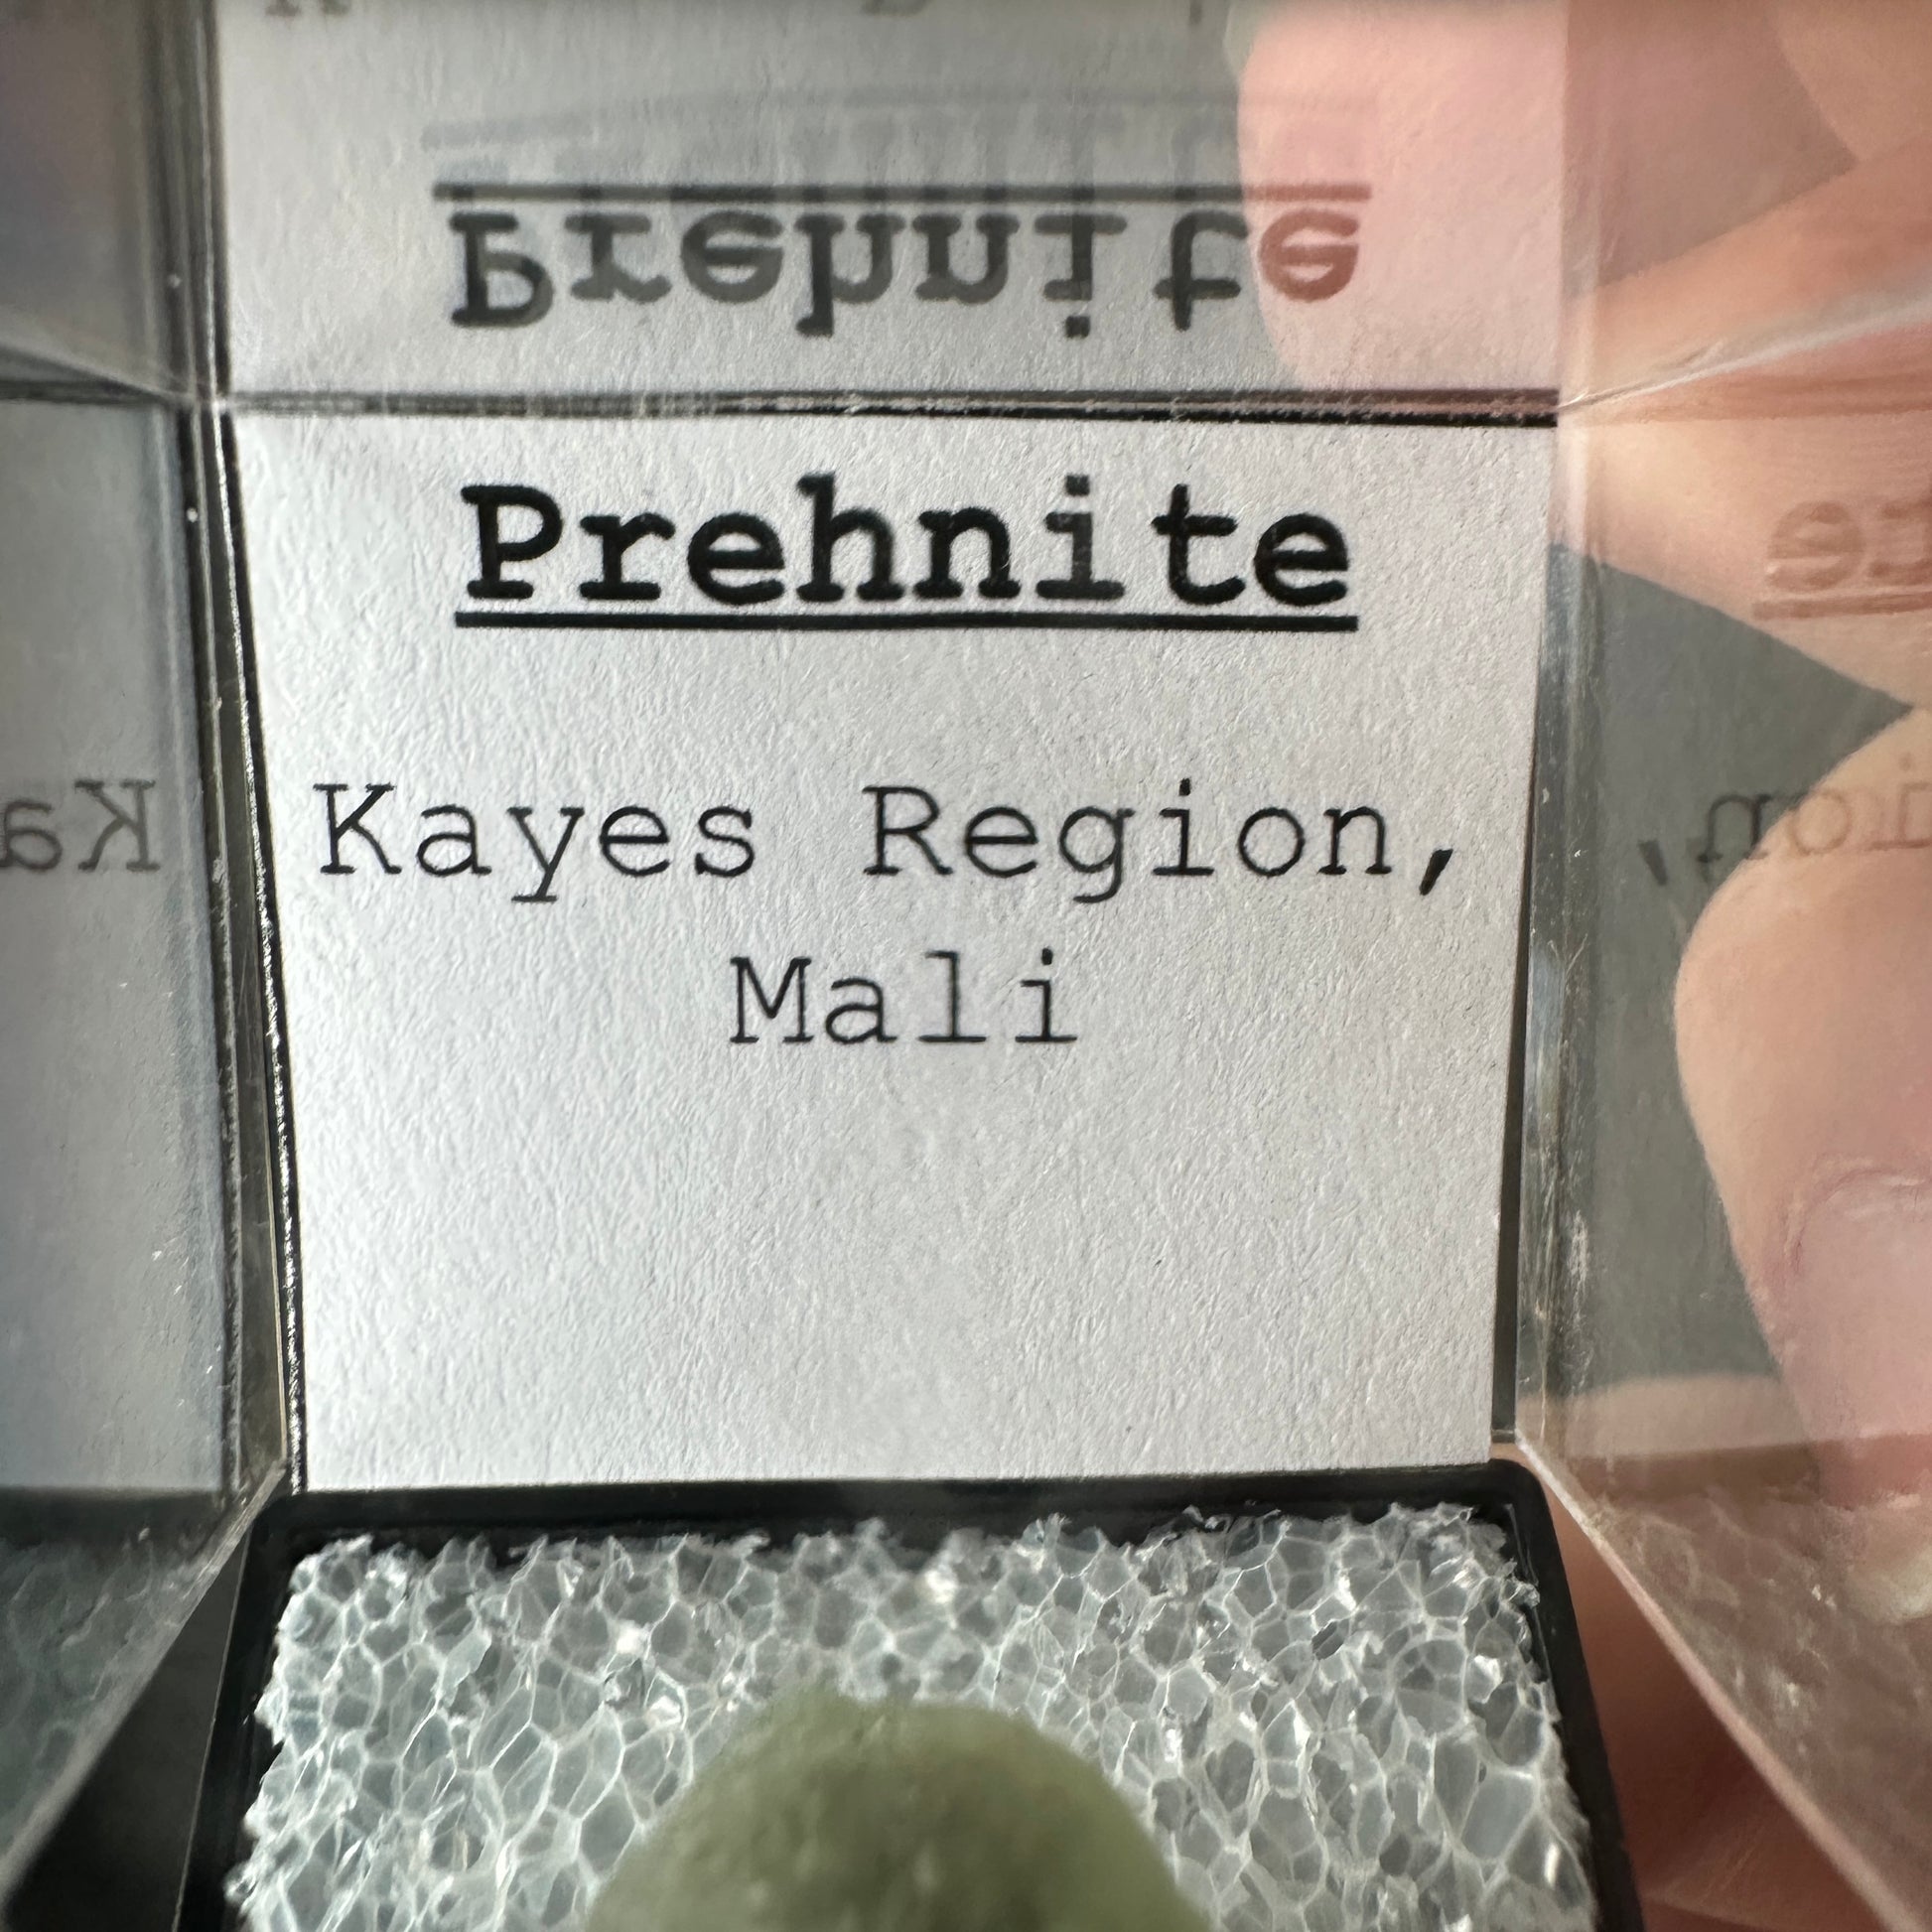 Prehnite
Kayes Region,
Mali